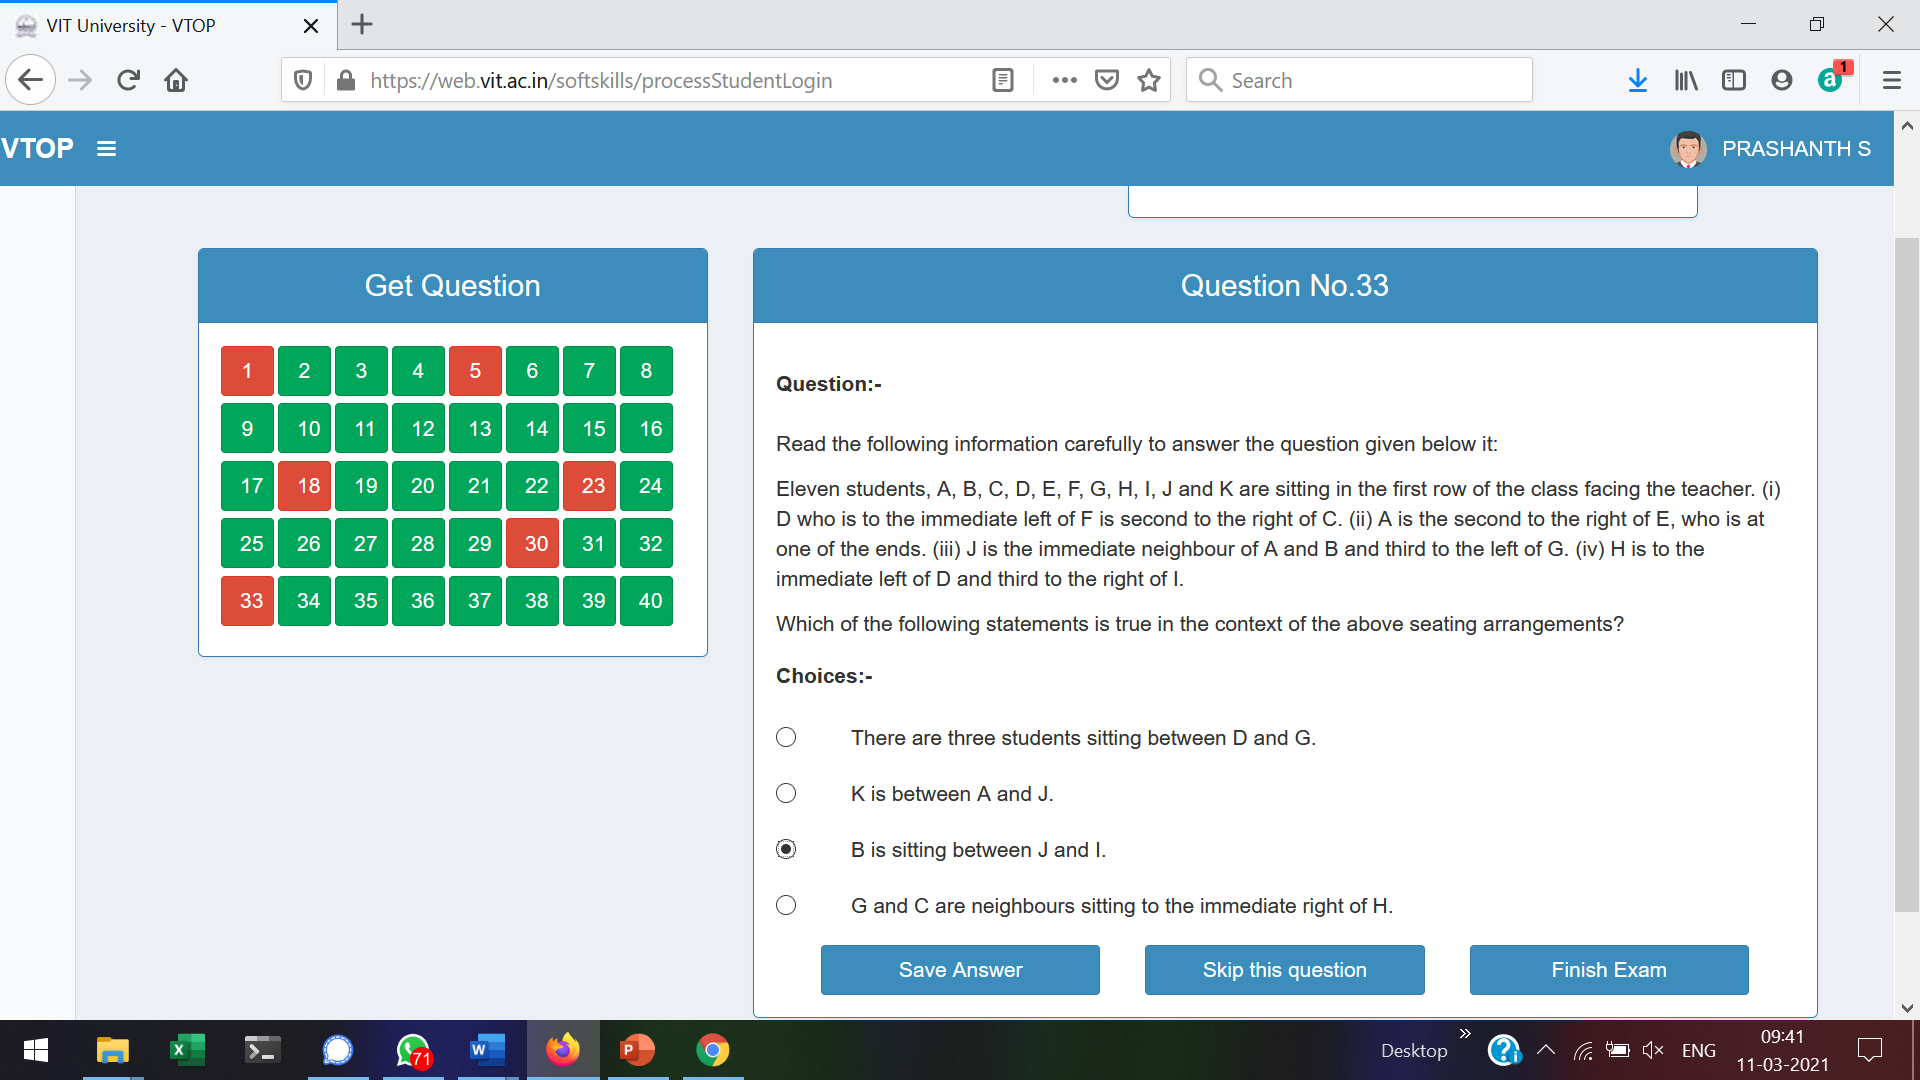 VIT University - VTOP
https://web.vit.ac.in/softskills/processStudentLogin
Search
a
1
VTOP
PRASHANTH S
Get Question
1 2 3 4 5 6 7 8
9 10 11 12 13 14 15 16
17 18 19 20 21 22 23 24
25 26 27 28 29 30 31 32
33 34 35 36 37 38 39 40
Question No.33
Question:-
Read the following information carefully to answer the question given below it:
Eleven students, A, B, C, D, E, F, G, H, I, J and K are sitting in the first row of the class facing the teacher. (i)
D who is to the immediate left of F is second to the right of C. (ii) A is the second to the right of E, who is at
one of the ends. (iii) J is the immediate neighbour of A and B and third to the left of G. (iv) H is to the
immediate left of D and third to the right of I.
Which of the following statements is true in the context of the above seating arrangements?
Choices:-
There are three students sitting between D and G.
K is between A and J.
B is sitting between J and I.
G and C are neighbours sitting to the immediate right of H.
Save Answer
Skip this question
Finish Exam
X
71
W
P
Desktop
ENG
09:41
11-03-2021